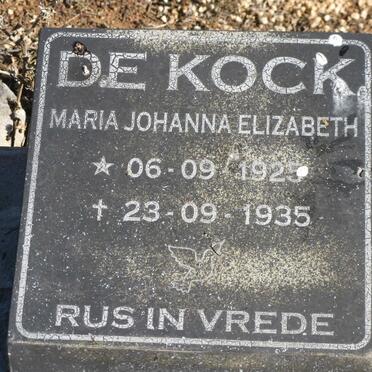 DE KOCK
MARIA JOHANNA ELIZABETH
06-09-1925
✝ 23-09-1935
RUS IN VREDE